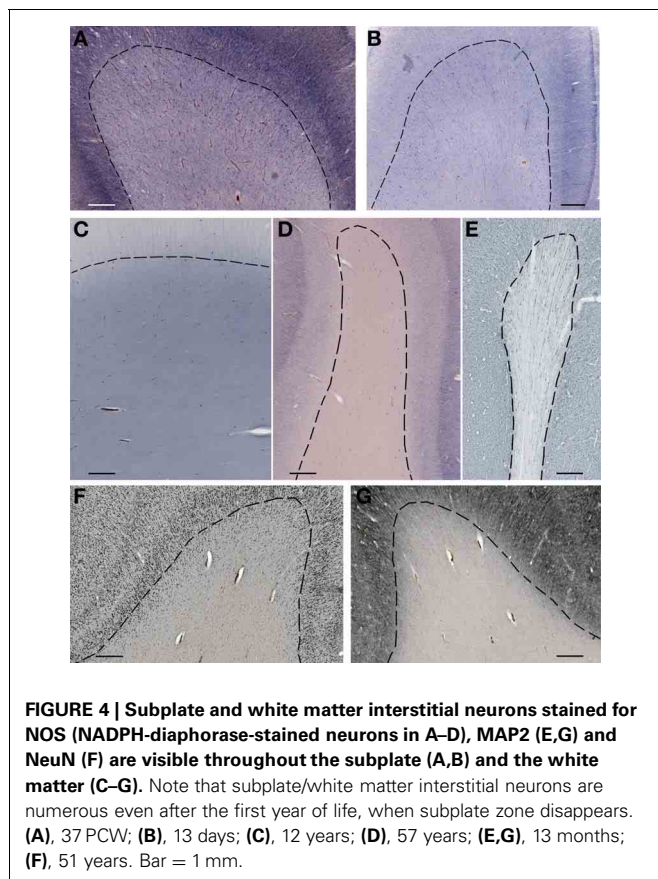 A
B
C
D
E
F
G
FIGURE 4 | Subplate and white matter interstitial neurons stained for
NOS (NADPH-diaphorase-stained neurons in A–D), MAP2 (E,G) and
NeuN (F) are visible throughout the subplate (A,B) and the white
matter (C–G). Note that subplate/white matter interstitial neurons are
numerous even after the first year of life, when subplate zone disappears.
(A), 37 PCW; (B), 13 days; (C), 12 years; (D), 57 years; (E,G), 13 months;
(F), 51 years. Bar = 1 mm.